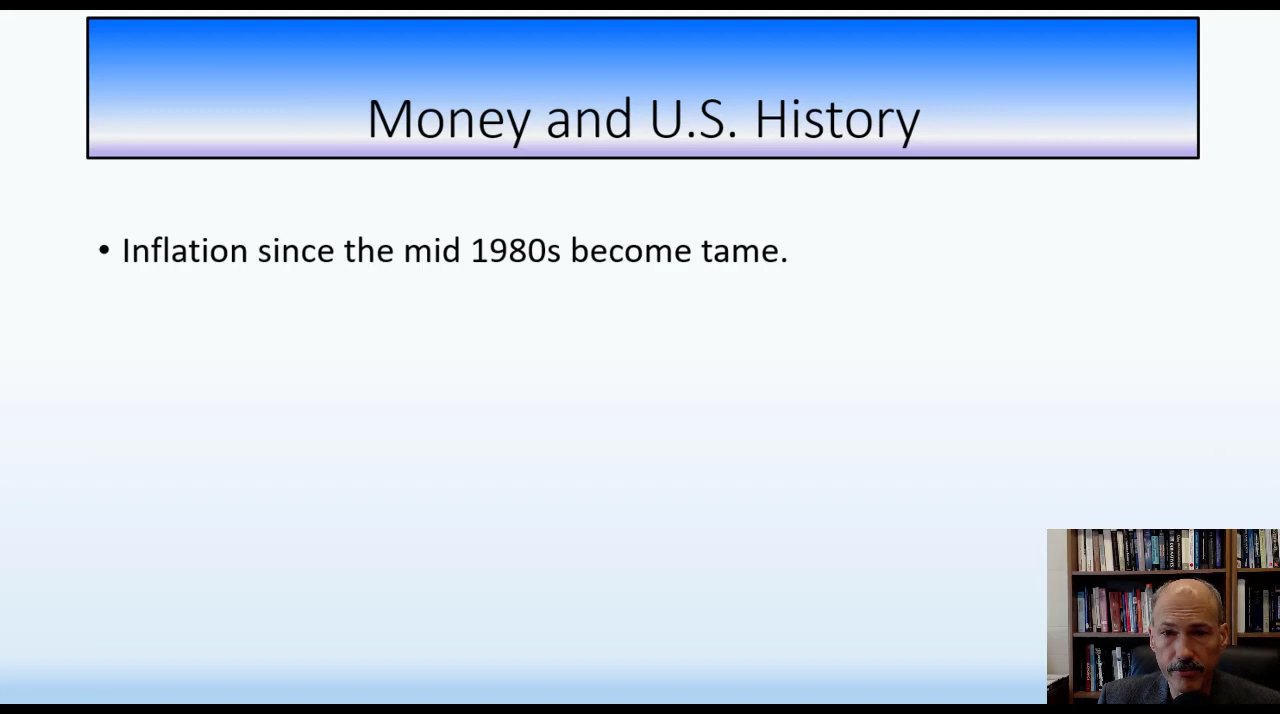 Money and U.S. History
• Inflation since the mid 1980s become tame.